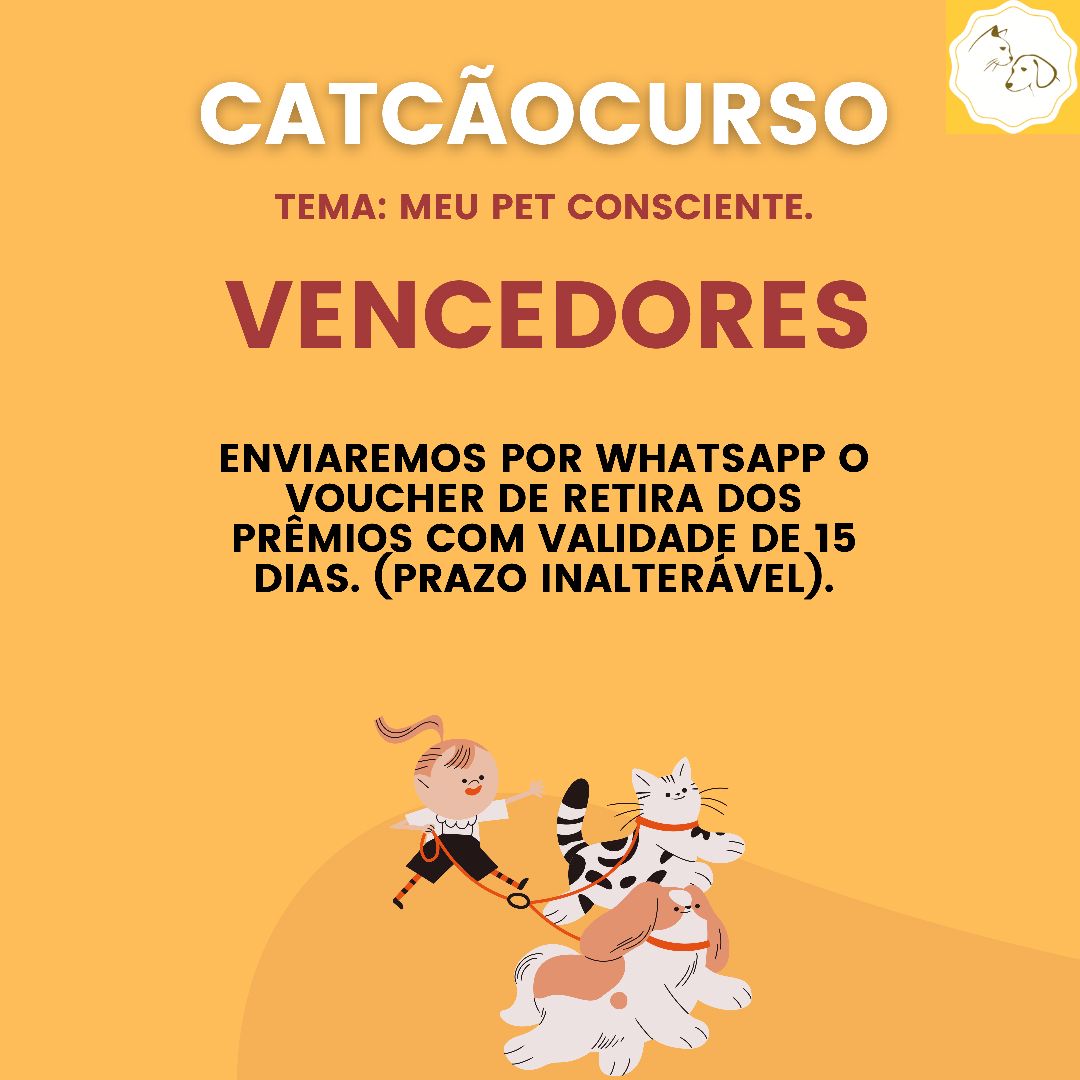 CATCÃOCURSO
TEMA: MEU PET CONSCIENTE.
VENCEDORES
ENVIAREMOS POR WHATSAPP O
VOUCHER DE RETIRA DOS
PRÊMIOS COM VALIDADE DE 15
DIAS. (PRAZO INALTERÁVEL).